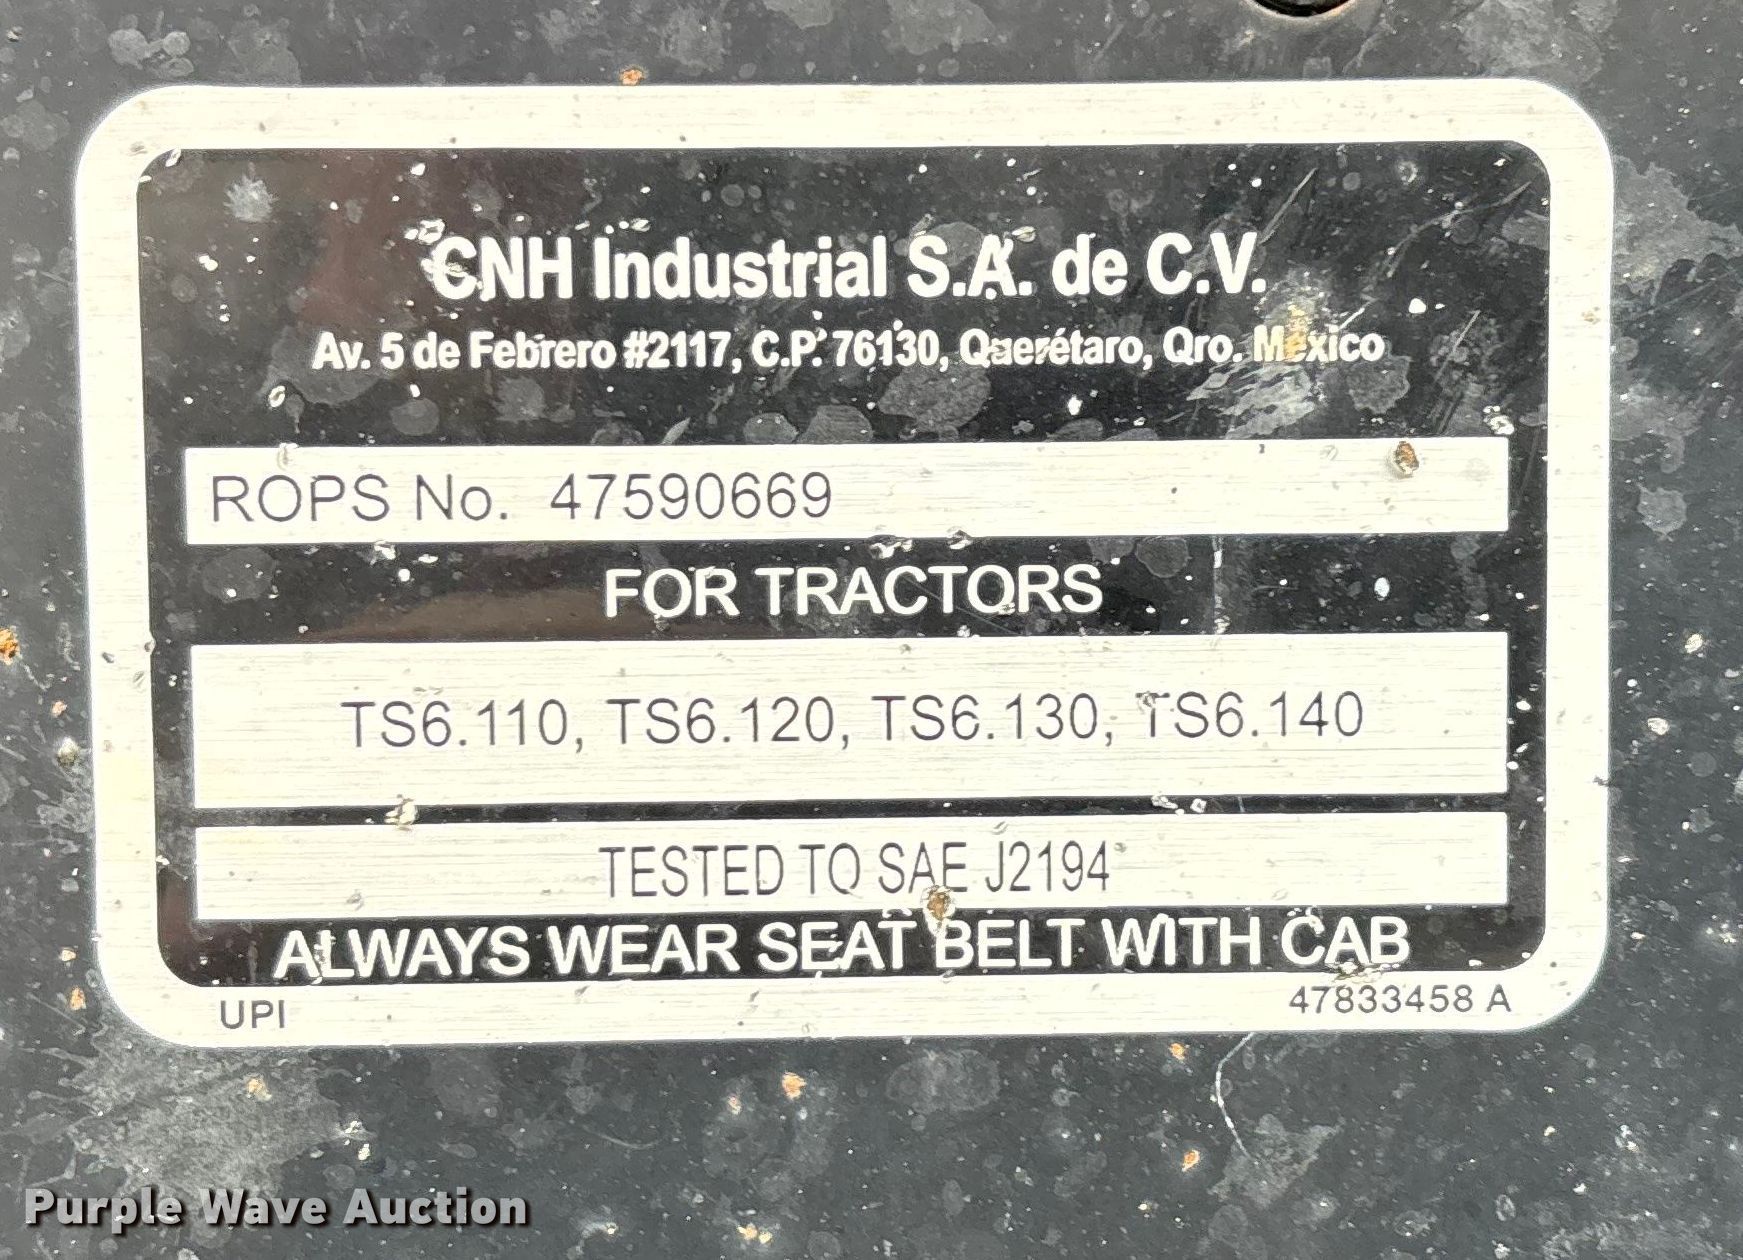 CNH Industrial S.A. de C.V.
Av. 5 de Febrero #2117, C.P. 76130, Querétaro, Qro. México
ROPS No. 47590669
FOR TRACTORS
TS6.110, TS6.120, TS6.130, TS6.140
TESTED TO SAE J2194
ALWAYS WEAR SEAT BELT WITH CAB
UPI
47833458 A
Purple Wave Auction